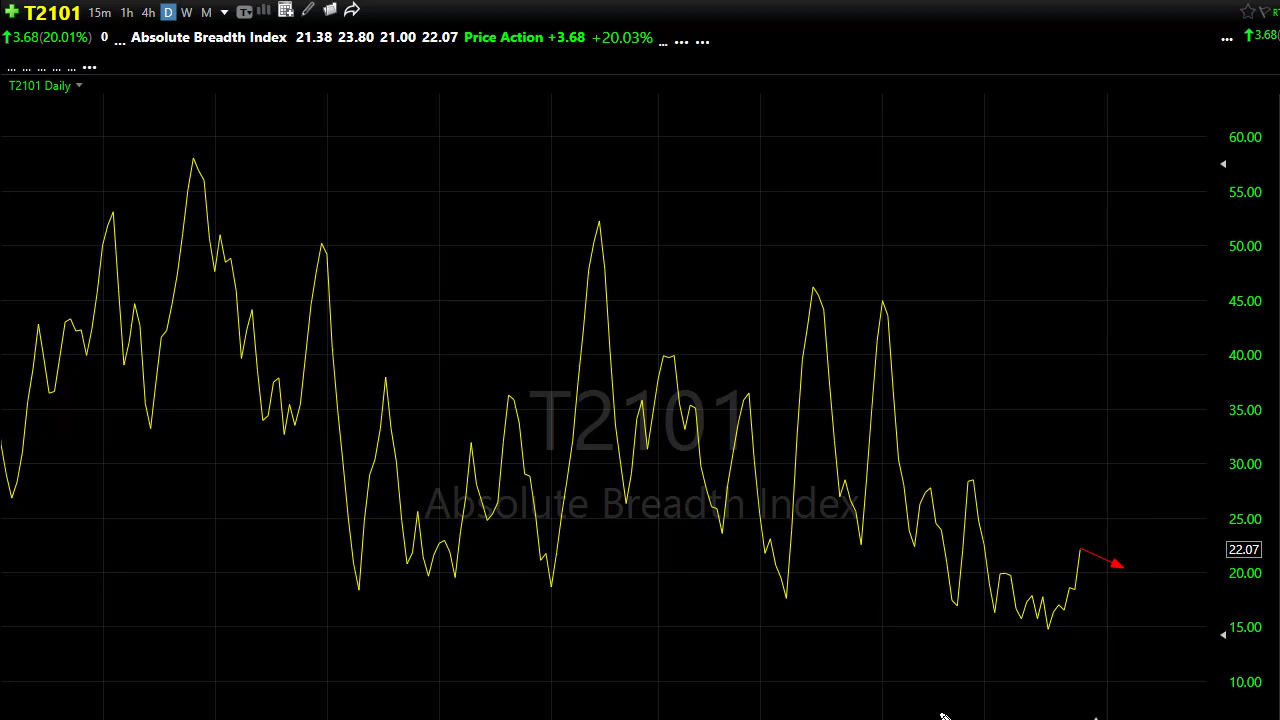 T2101 15m 1h 4h D W M T
3.68(20.01%) 0 ... Absolute Breadth Index 21.38 23.80 21.00 22.07 Price Action +3.68 +20.03% ... ... ... ... 3.68(
... ... ... ... ... ...
T2101 Daily
60.00
55.00
50.00
45.00
40.00
35.00
T2101
30.00
Absolute Breadth Index
25.00
22.07
20.00
15.00
10.00